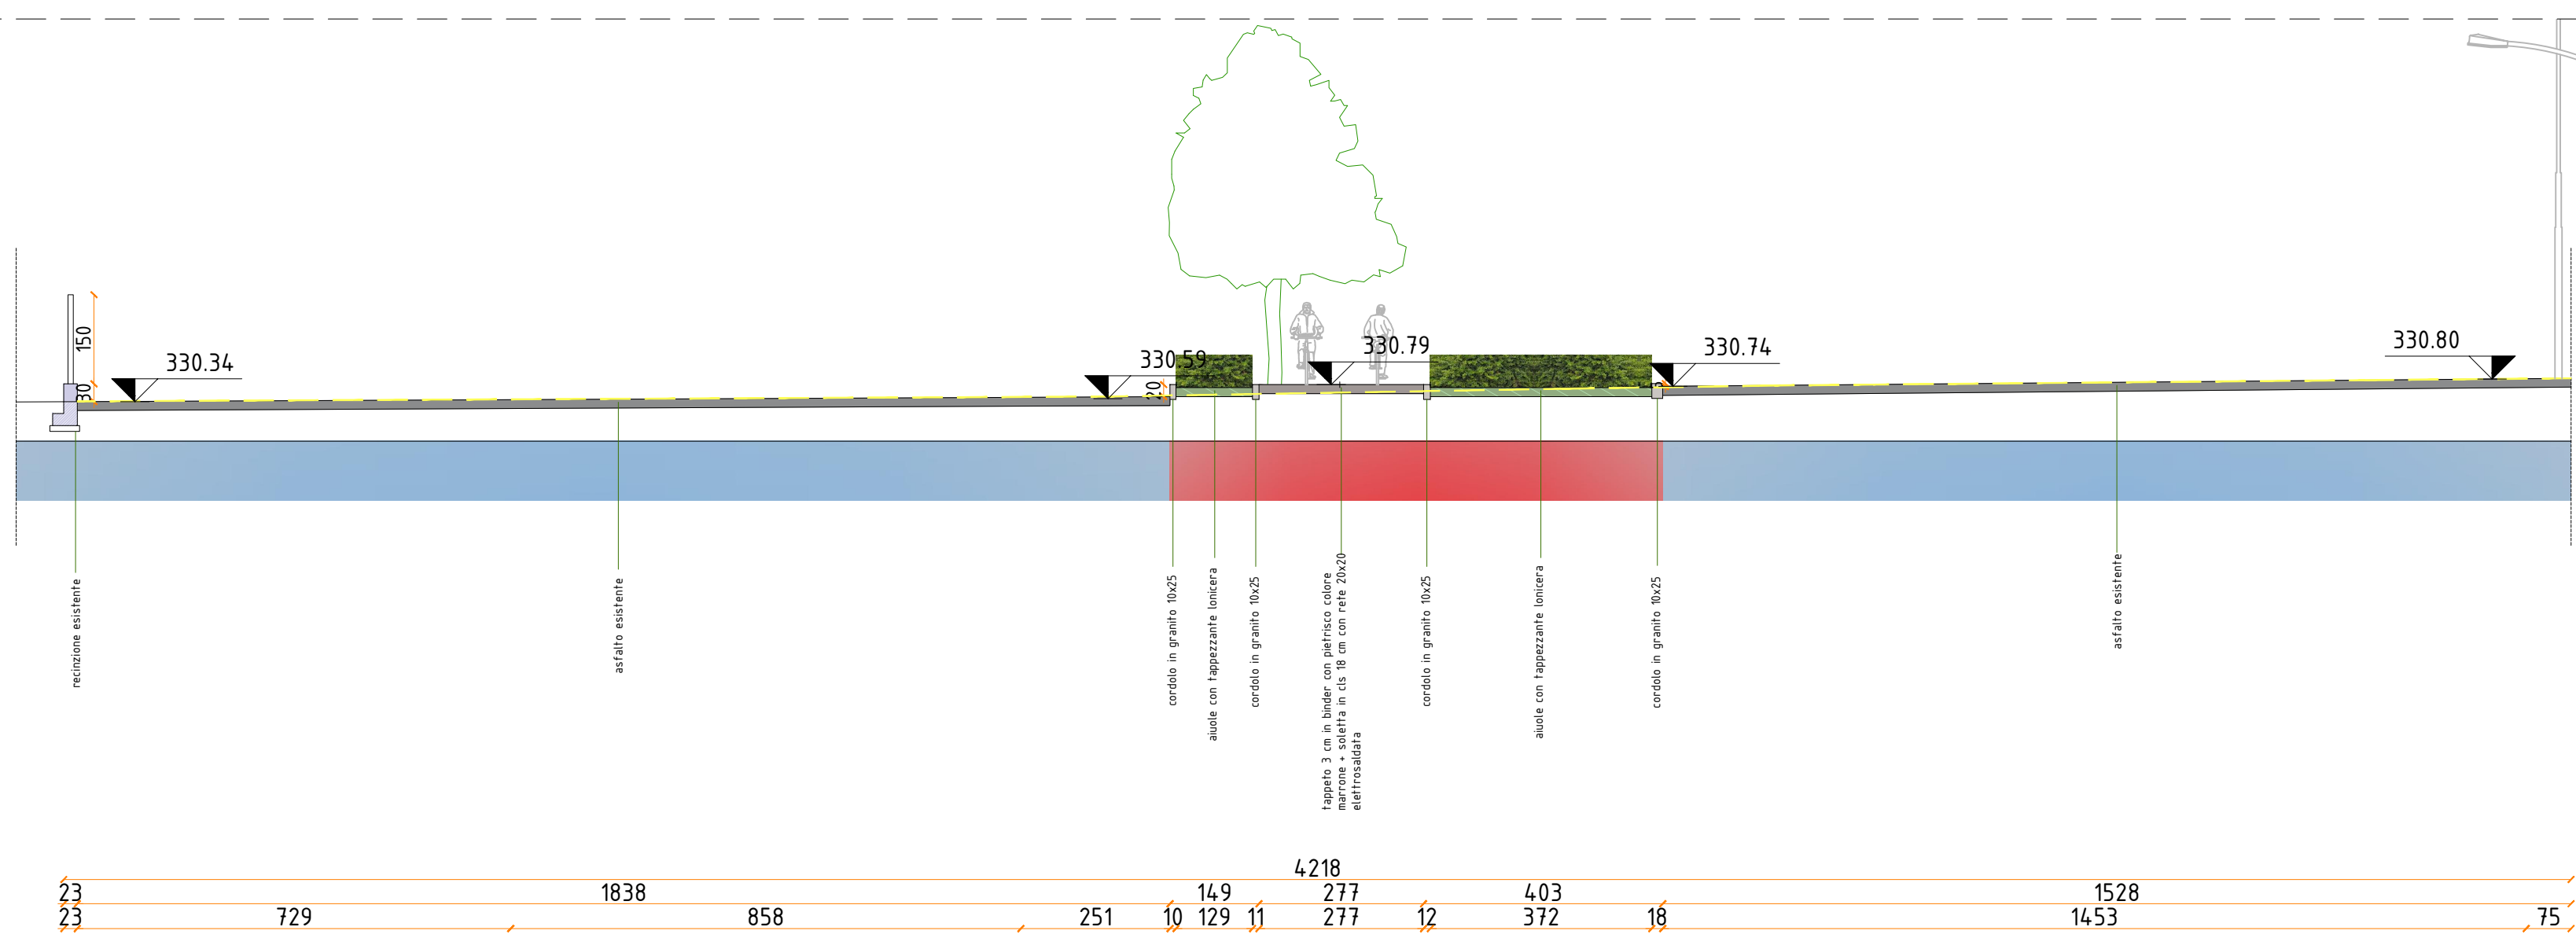 330.34
330.59
330.79
330.74
330.80
150
30
20
3
recinzione esistente
asfalto esistente
cordolo in granito 10x25
aiuole con tappezzante lonicera
cordolo in granito 10x25
tappeto 3 cm in binder con pietrisco colore
marrone + soletta in cls 18 cm con rete 20x20
elettrosaldata
cordolo in granito 10x25
aiuole con tappezzante lonicera
cordolo in granito 10x25
asfalto esistente
4218
23 1838 149 277 403 1528
23 729 858 251 10 129 11 277 12 372 18 1453 75